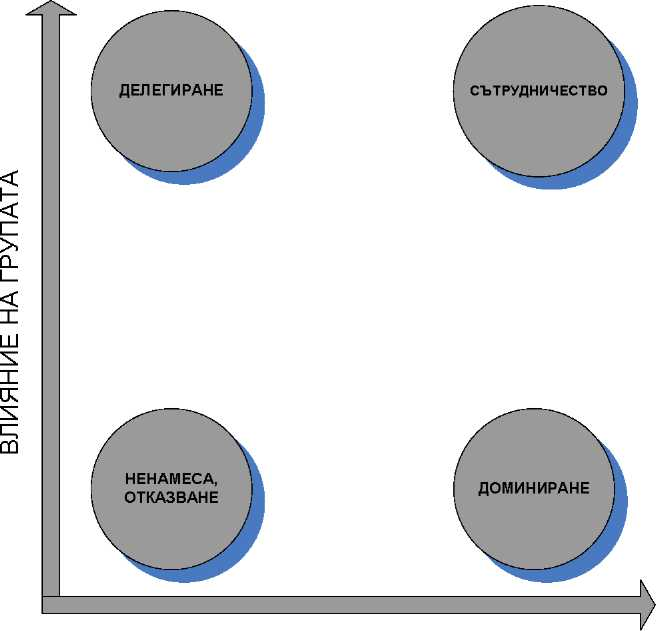 ДЕЛЕГИРАНЕ
СЪТРУДНИЧЕСТВО
ВЛИЯНИЕ НА ГРУПАТА
НЕНАМЕСА,
ОТКАЗВАНЕ
ДОМИНИРАНЕ